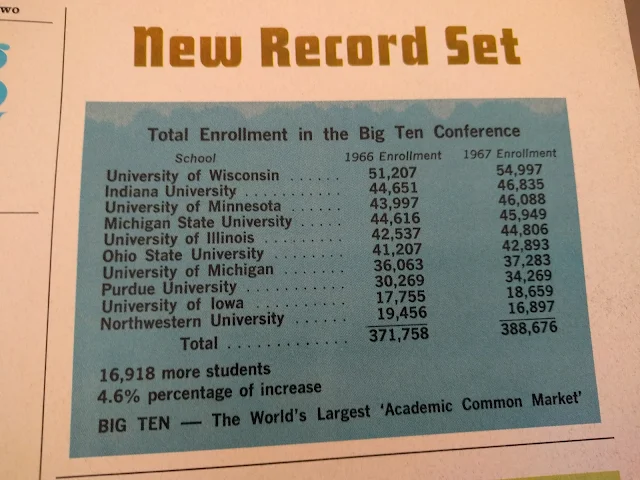 wo
New Record Set
Total Enrollment in the Big Ten Conference
School 1966 Enrollment 1967 Enrollment
University of Wisconsin ...... 51,207 54,997
Indiana University .......... 44,651 46,835
University of Minnesota ...... 43,997 46,088
Michigan State University ..... 44,616 45,949
University of Illinois ......... 42,537 44,806
Ohio State University ........ 41,207 42,893
University of Michigan ....... 36,063 37,283
Purdue University .......... 30,269 34,269
University of Iowa .......... 17,755 18,659
Northwestern University ..... 19,456 16,897
Total ............ 371,758 388,676
16,918 more students
4.6% percentage of increase
BIG TEN — The World's Largest 'Academic Common Market'